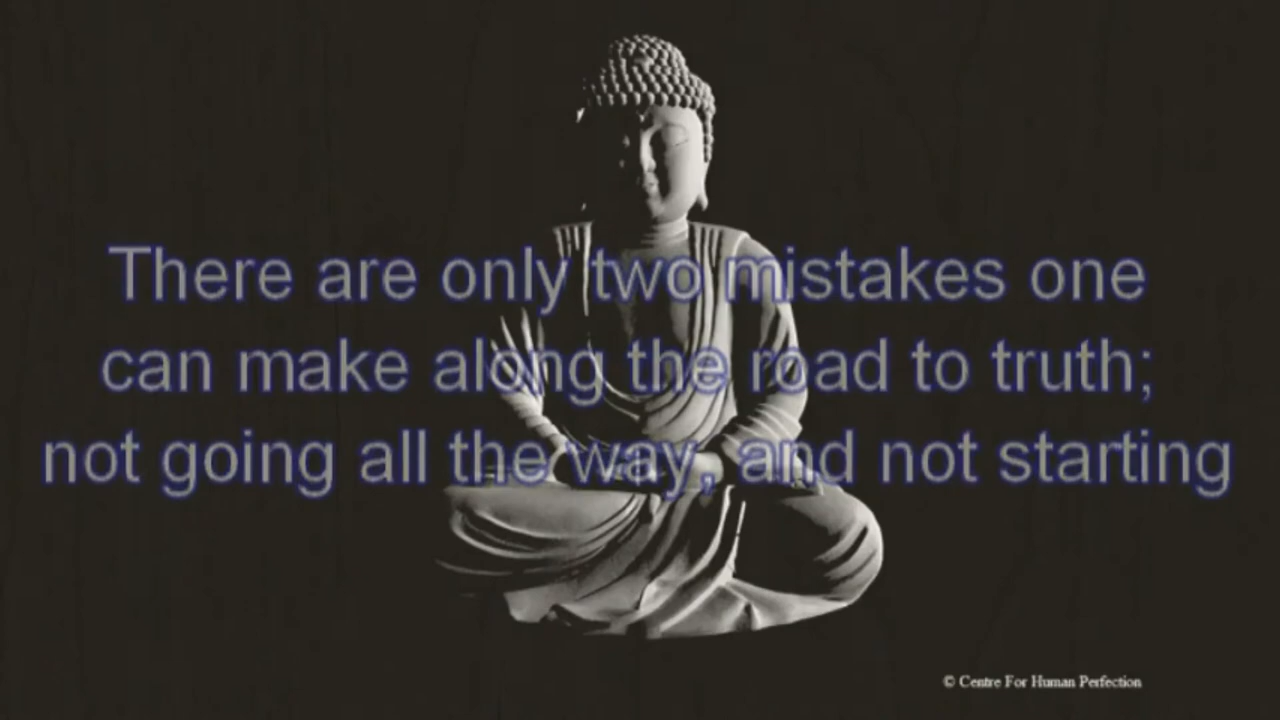 There are only two mistakes one
can make along the road to truth;
not going all the way, and not starting
© Centre For Human Perfection